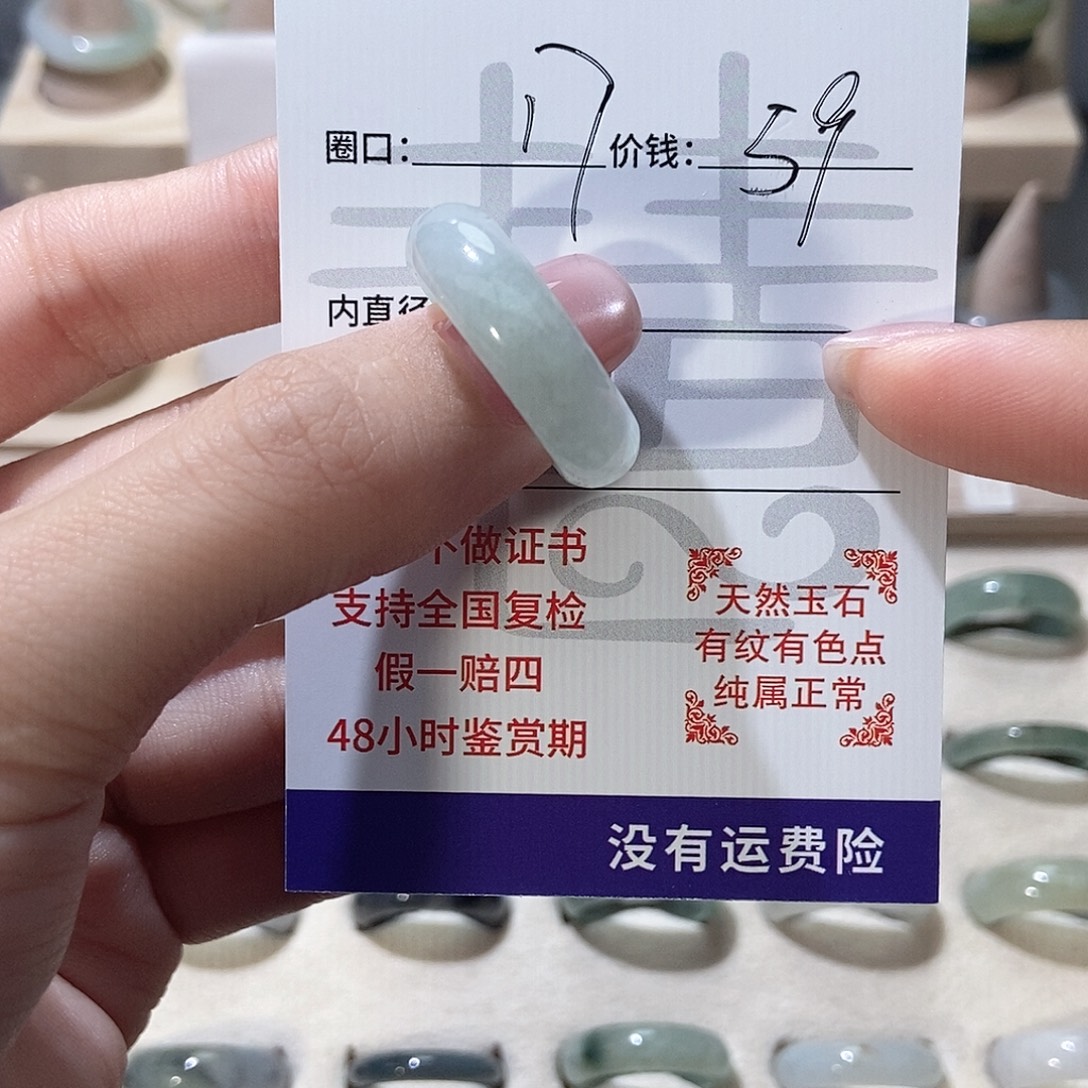 圈口：17 价钱：59
内直径
不做证书
支持全国复检
假一赔四
48小时鉴赏期
天然玉石
有纹有色点
纯属正常
没有运费险